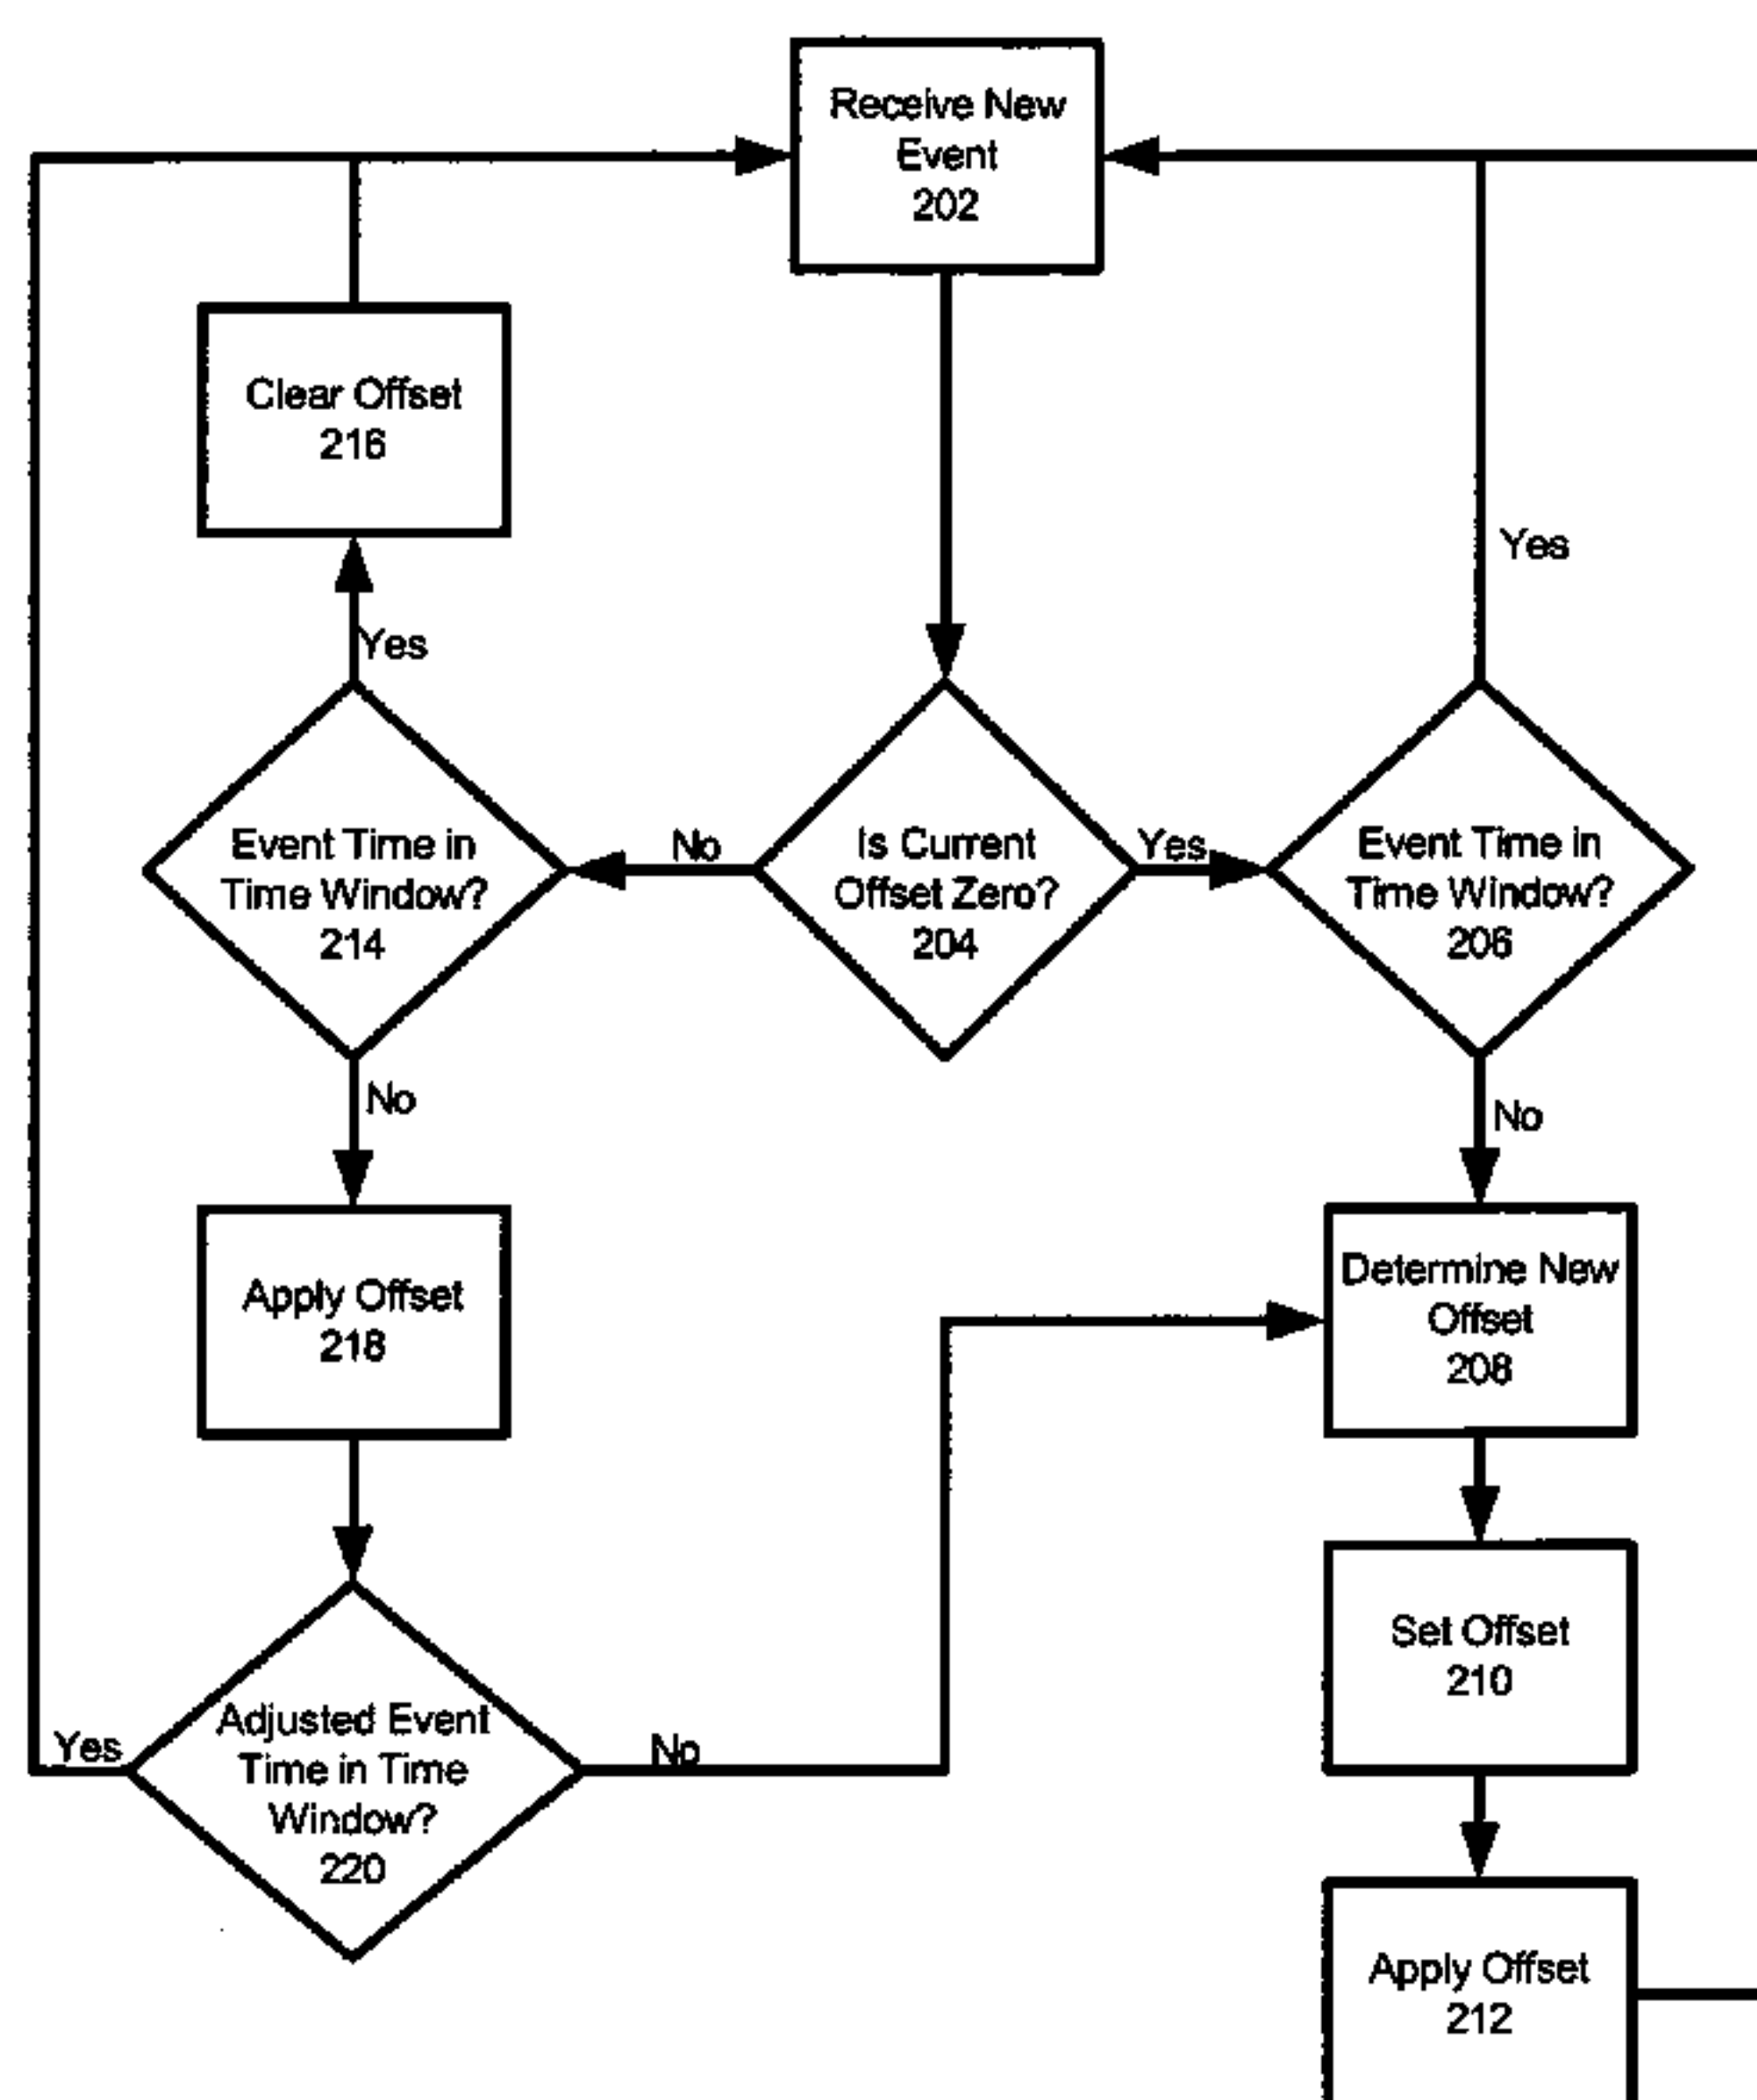 Receive New
Event
202
Clear Offset
216
Yes
Yes
Event Time in
Time Window?
214
No
Is Current
Offset Zero?
204
Yes
Event Time in
Time Window?
206
No
No
Apply Offset
218
Determine New
Offset
208
Set Offset
210
Adjusted Event
Time in Time
Window?
220
Yes
No
Apply Offset
212